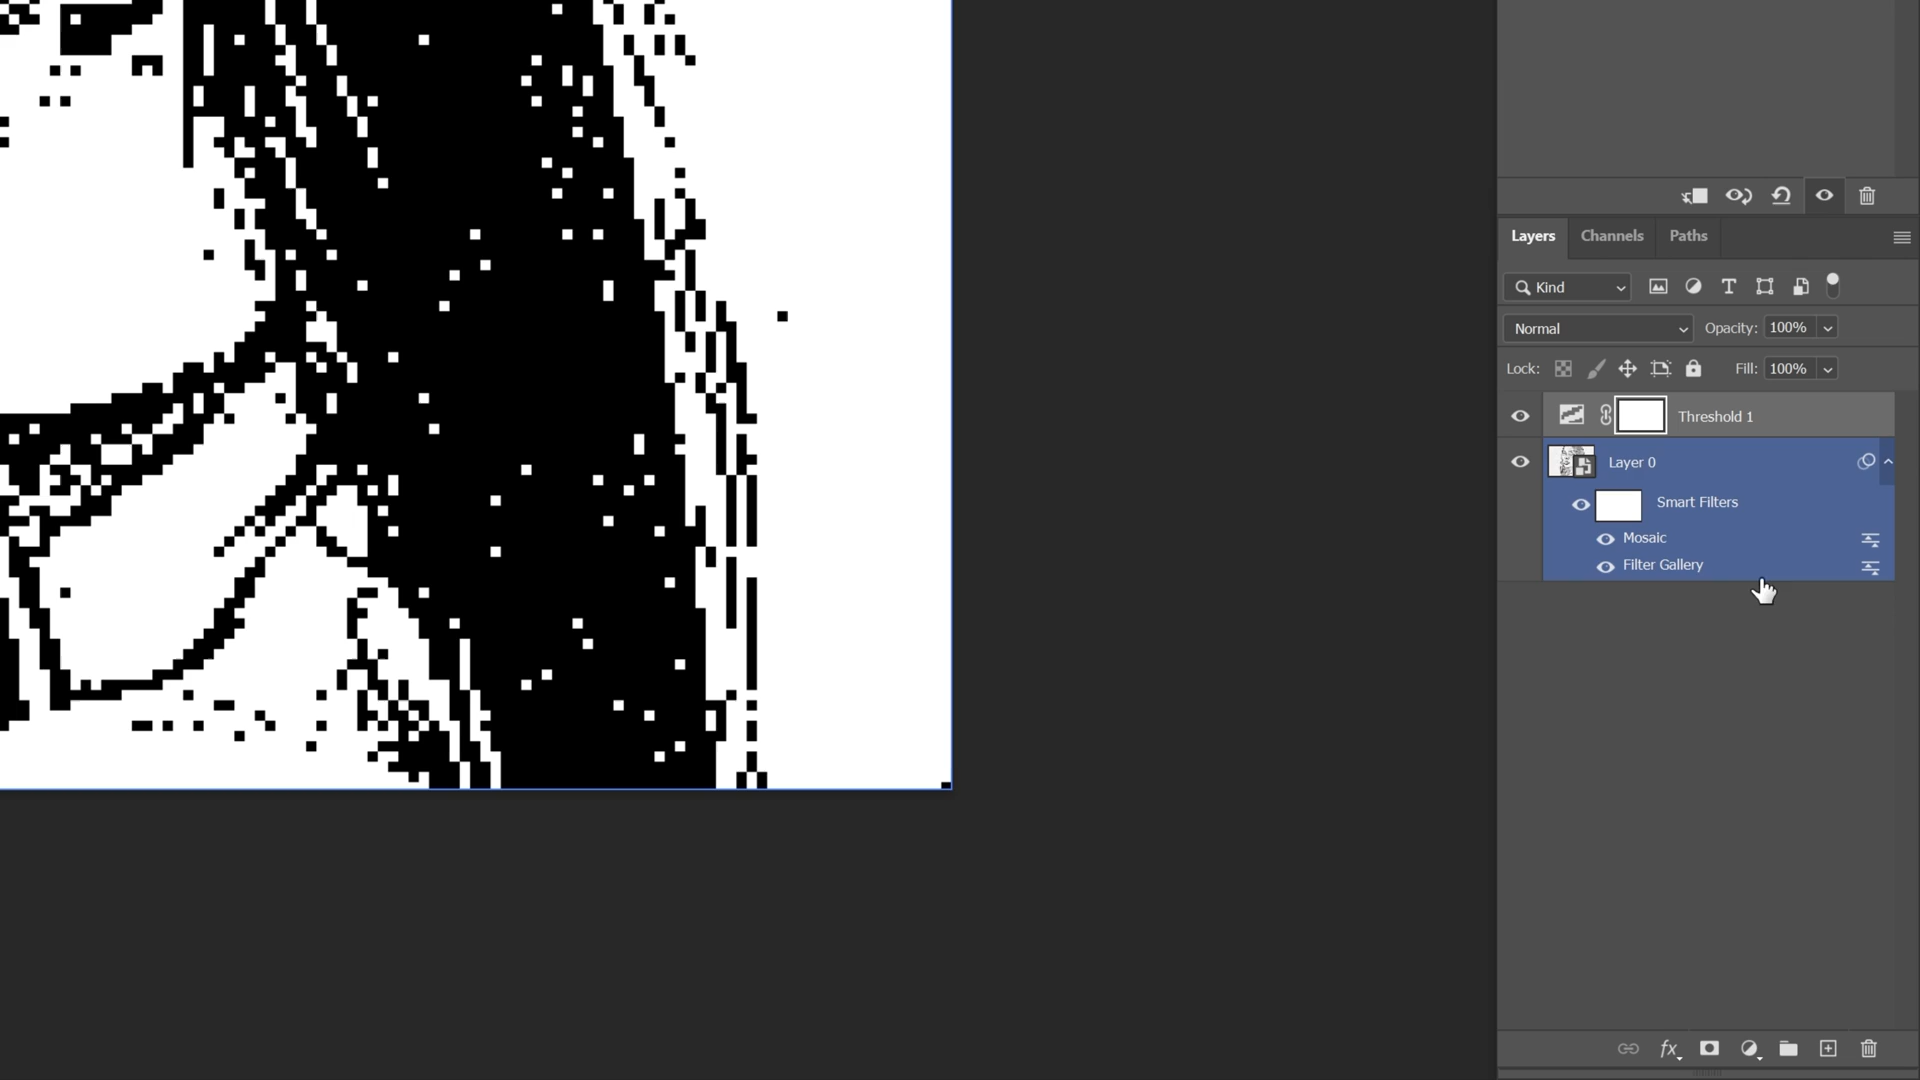 Layers Channels Paths
Kind
Normal Opacity: 100%
Lock: Fill: 100%
Threshold 1
Layer 0
Smart Filters
Mosaic
Filter Gallery
fx